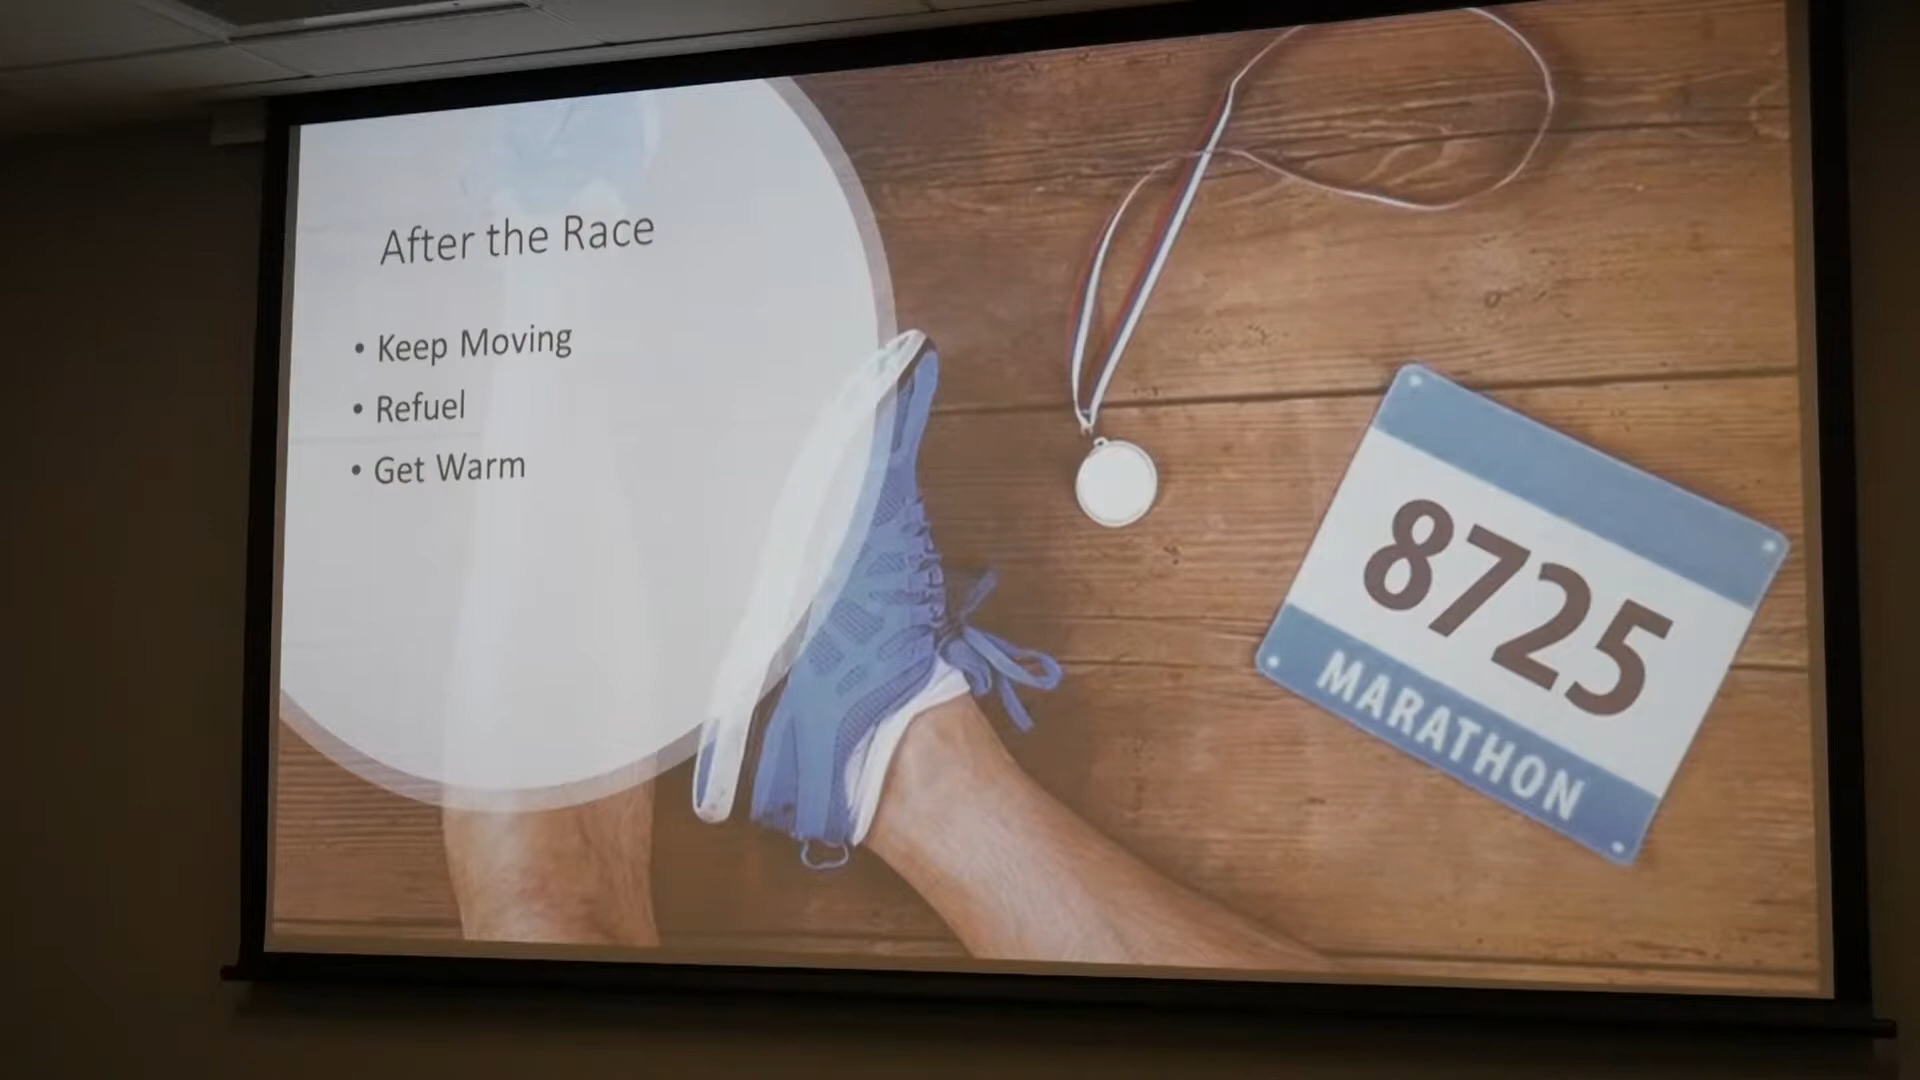 After the Race
• Keep Moving
• Refuel
• Get Warm
8725
MARATHON